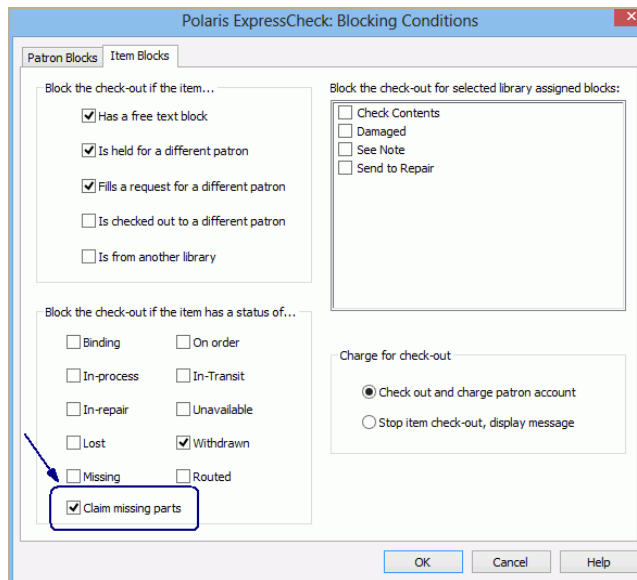 Polaris ExpressCheck: Blocking Conditions
Patron Blocks Item Blocks
Block the check-out if the item...
Has a free text block
Is held for a different patron
Fills a request for a different patron
Is checked out to a different patron
Is from another library
Block the check-out for selected library assigned blocks:
Check Contents
Damaged
See Note
Send to Repair
Block the check-out if the item has a status of...
Binding On order
In-process In-Transit
In-repair Unavailable
Lost Withdrawn
Missing Routed
Claim missing parts
Charge for check-out
Check out and charge patron account
Stop item check-out, display message
OK Cancel Help